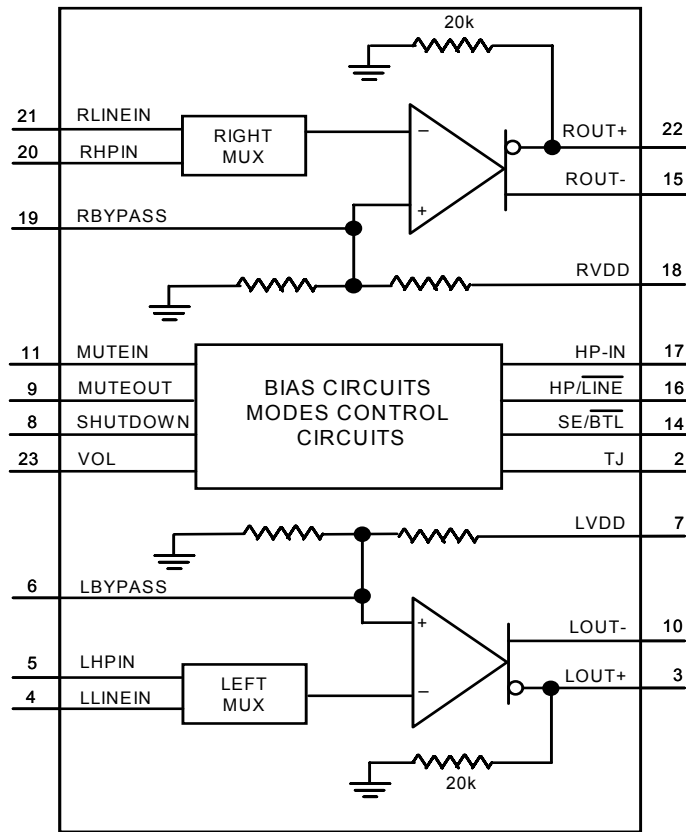 20k
21 RLINEIN
20 RHPIN
RIGHT
MUX
ROUT+ 22
ROUT- 15
19 RBYPASS
RVDD 18
11 MUTEIN
9 MUTEOUT
8 SHUTDOWN
23 VOL
BIAS CIRCUITS
MODES CONTROL
CIRCUITS
HP-IN 17
HP/LINE 16
SE/BTL 14
TJ 2
LVDD 7
6 LBYPASS
LOUT- 10
5 LHPIN
4 LLINEIN
LEFT
MUX
LOUT+ 3
20k